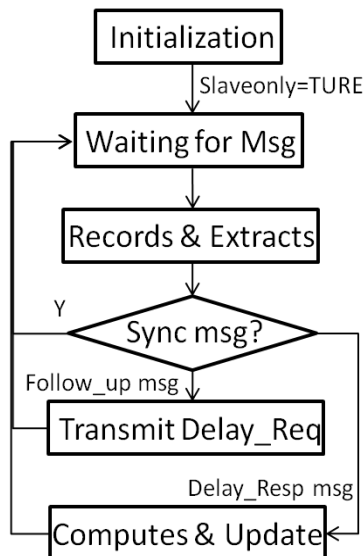 Initialization
Slaveonly=TURE
Waiting for Msg
Records & Extracts
Y
Sync msg?
Follow_up msg
Transmit Delay_Req
Delay_Resp msg
Computes & Update